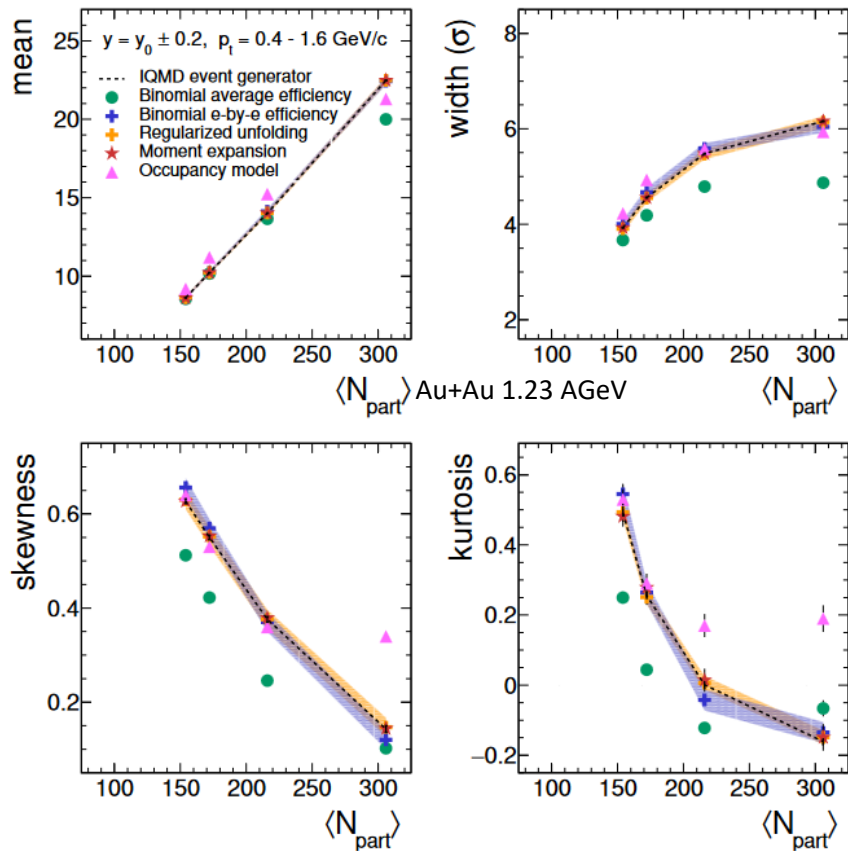 mean
25
20
15
10
y = y0 ± 0.2, pt = 0.4 - 1.6 GeV/c
IQMD event generator
Binomial average efficiency
Binomial e-by-e efficiency
Regularized unfolding
Moment expansion
Occupancy model
100 150 200 250 300
⟨Npart⟩
width (σ)
8
6
4
2
100 150 200 250 300
⟨Npart⟩
Au+Au 1.23 AGeV
skewness
0.6
0.4
0.2
100 150 200 250 300
⟨Npart⟩
kurtosis
0.6
0.4
0.2
0
−0.2
100 150 200 250 300
⟨Npart⟩